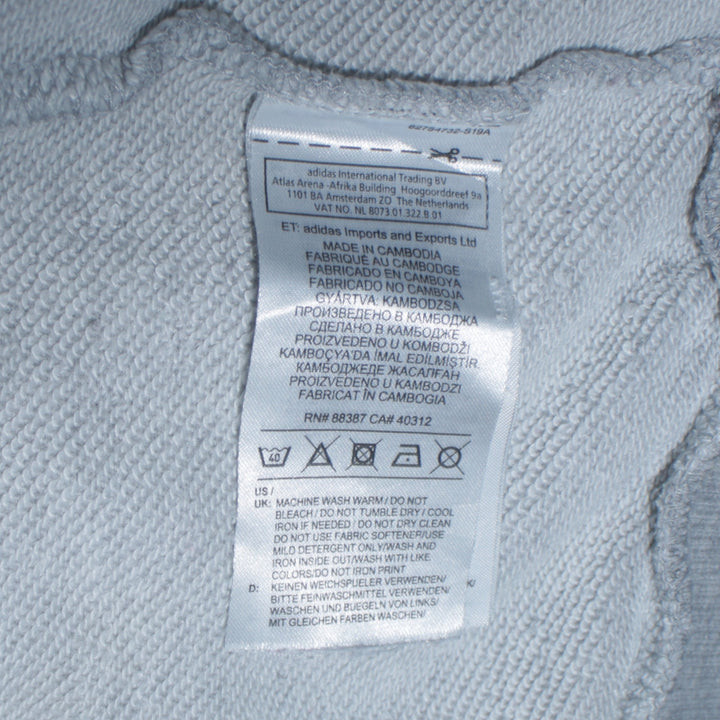 62784732-S19A
adidas International Trading BV
Atlas Arena -Afrika Building Hoogoorddreef 9a
1101 BA Amsterdam ZO The Netherlands
VAT NO. NL 8073.01.322.B.01
ET: adidas Imports and Exports Ltd
MADE IN CAMBODIA
FABRIQUÉ AU CAMBODGE
FABRICADO EN CAMBOYA
FABRICADO NO CAMBOJA
GYÁRTVA: KAMBODZSA
ПРОИЗВЕДЕНО В КАМБОДЖА
СДЕЛАНО В КАМБОДЖЕ
PROIZVEDENO U KOMBODŽI
KAMBOÇYA'DA İMAL EDİLMİŞTİR
КАМБОДЖЕДЕ ЖАСАЛҒАН
PROIZVEDENO U KAMBODZI
FABRICAT ÎN CAMBOGIA
RN# 88387 CA# 40312
40
US /
UK: MACHINE WASH WARM / DO NOT
BLEACH / DO NOT TUMBLE DRY / COOL
IRON IF NEEDED / DO NOT DRY CLEAN
DO NOT USE FABRIC SOFTENER/USE
MILD DETERGENT ONLY/WASH AND
IRON INSIDE OUT/WASH WITH LIKE
COLORS/DO NOT IRON PRINT
D: KEINEN WEICHSPUELER VERWENDEN/
BITTE FEINWASCHMITTEL VERWENDEN/
WASCHEN UND BUEGELN VON LINKS/
MIT GLEICHEN FARBEN WASCHEN/